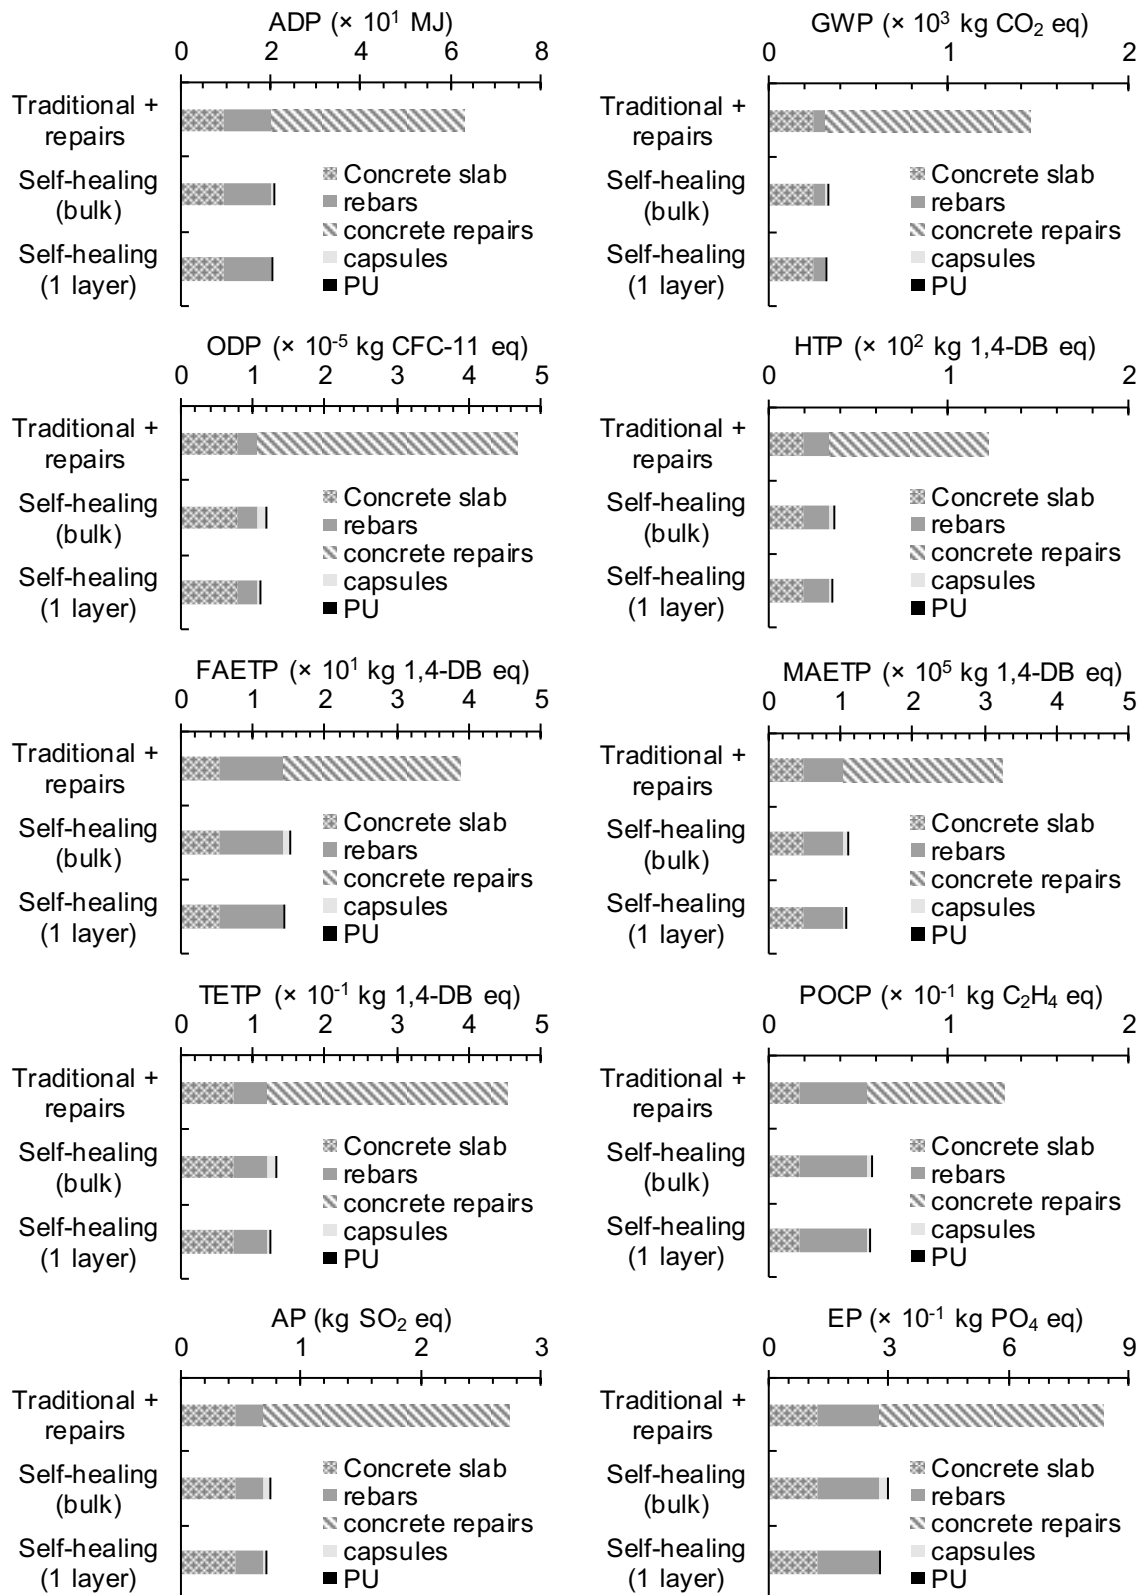 ADP (× 10¹ MJ)
0 2 4 6 8
Traditional +
repairs
Self-healing
(bulk)
Self-healing
(1 layer)
Concrete slab
rebars
concrete repairs
capsules
PU
GWP (× 10³ kg CO₂ eq)
0 1 2
Traditional +
repairs
Self-healing
(bulk)
Self-healing
(1 layer)
Concrete slab
rebars
concrete repairs
capsules
PU
ODP (× 10⁻⁵ kg CFC-11 eq)
0 1 2 3 4 5
Traditional +
repairs
Self-healing
(bulk)
Self-healing
(1 layer)
Concrete slab
rebars
concrete repairs
capsules
PU
HTP (× 10² kg 1,4-DB eq)
0 1 2
Traditional +
repairs
Self-healing
(bulk)
Self-healing
(1 layer)
Concrete slab
rebars
concrete repairs
capsules
PU
FAETP (× 10¹ kg 1,4-DB eq)
0 1 2 3 4 5
Traditional +
repairs
Self-healing
(bulk)
Self-healing
(1 layer)
Concrete slab
rebars
concrete repairs
capsules
PU
MAETP (× 10⁵ kg 1,4-DB eq)
0 1 2 3 4 5
Traditional +
repairs
Self-healing
(bulk)
Self-healing
(1 layer)
Concrete slab
rebars
concrete repairs
capsules
PU
TETP (× 10⁻¹ kg 1,4-DB eq)
0 1 2 3 4 5
Traditional +
repairs
Self-healing
(bulk)
Self-healing
(1 layer)
Concrete slab
rebars
concrete repairs
capsules
PU
POCP (× 10⁻¹ kg C₂H₄ eq)
0 1 2
Traditional +
repairs
Self-healing
(bulk)
Self-healing
(1 layer)
Concrete slab
rebars
concrete repairs
capsules
PU
AP (kg SO₂ eq)
0 1 2 3
Traditional +
repairs
Self-healing
(bulk)
Self-healing
(1 layer)
Concrete slab
rebars
concrete repairs
capsules
PU
EP (× 10⁻¹ kg PO₄ eq)
0 3 6 9
Traditional +
repairs
Self-healing
(bulk)
Self-healing
(1 layer)
Concrete slab
rebars
concrete repairs
capsules
PU